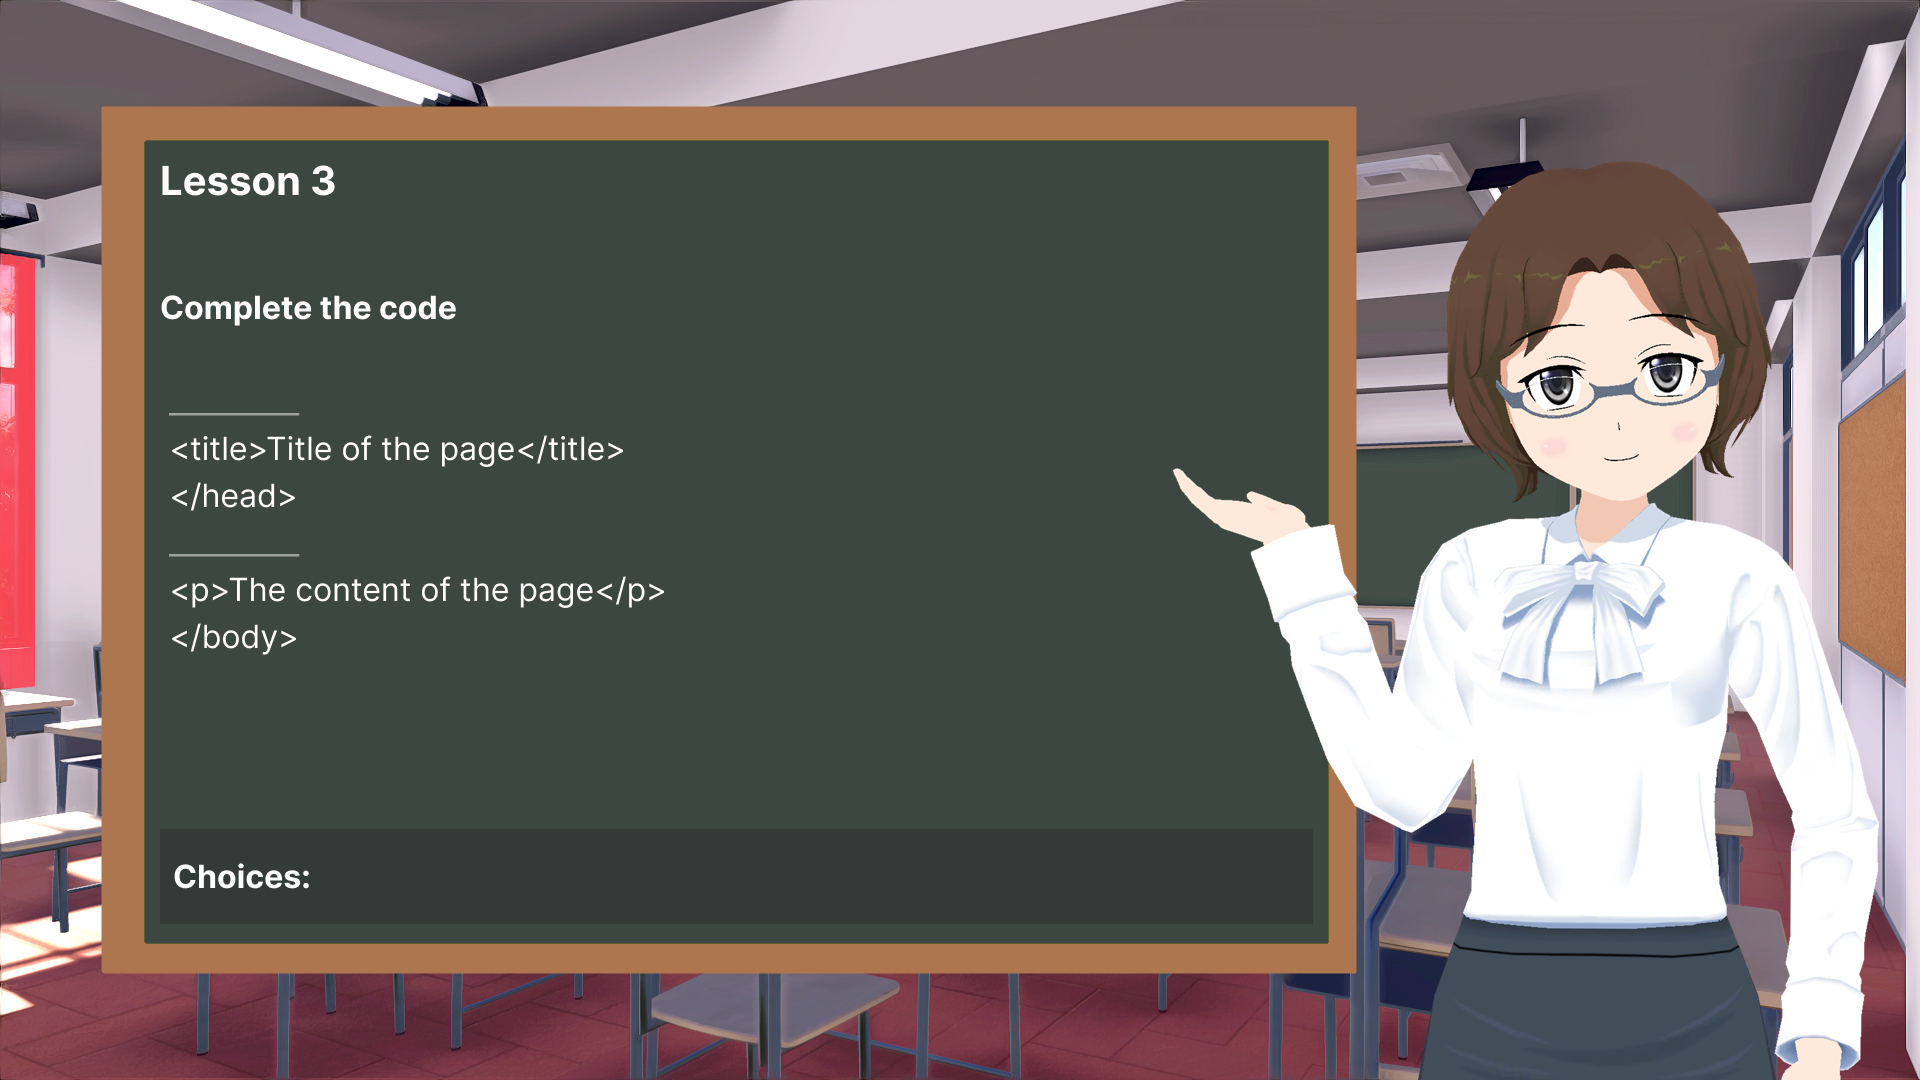 Lesson 3
Complete the code
<title>Title of the page</title>
</head>
<p>The content of the page</p>
</body>
Choices: